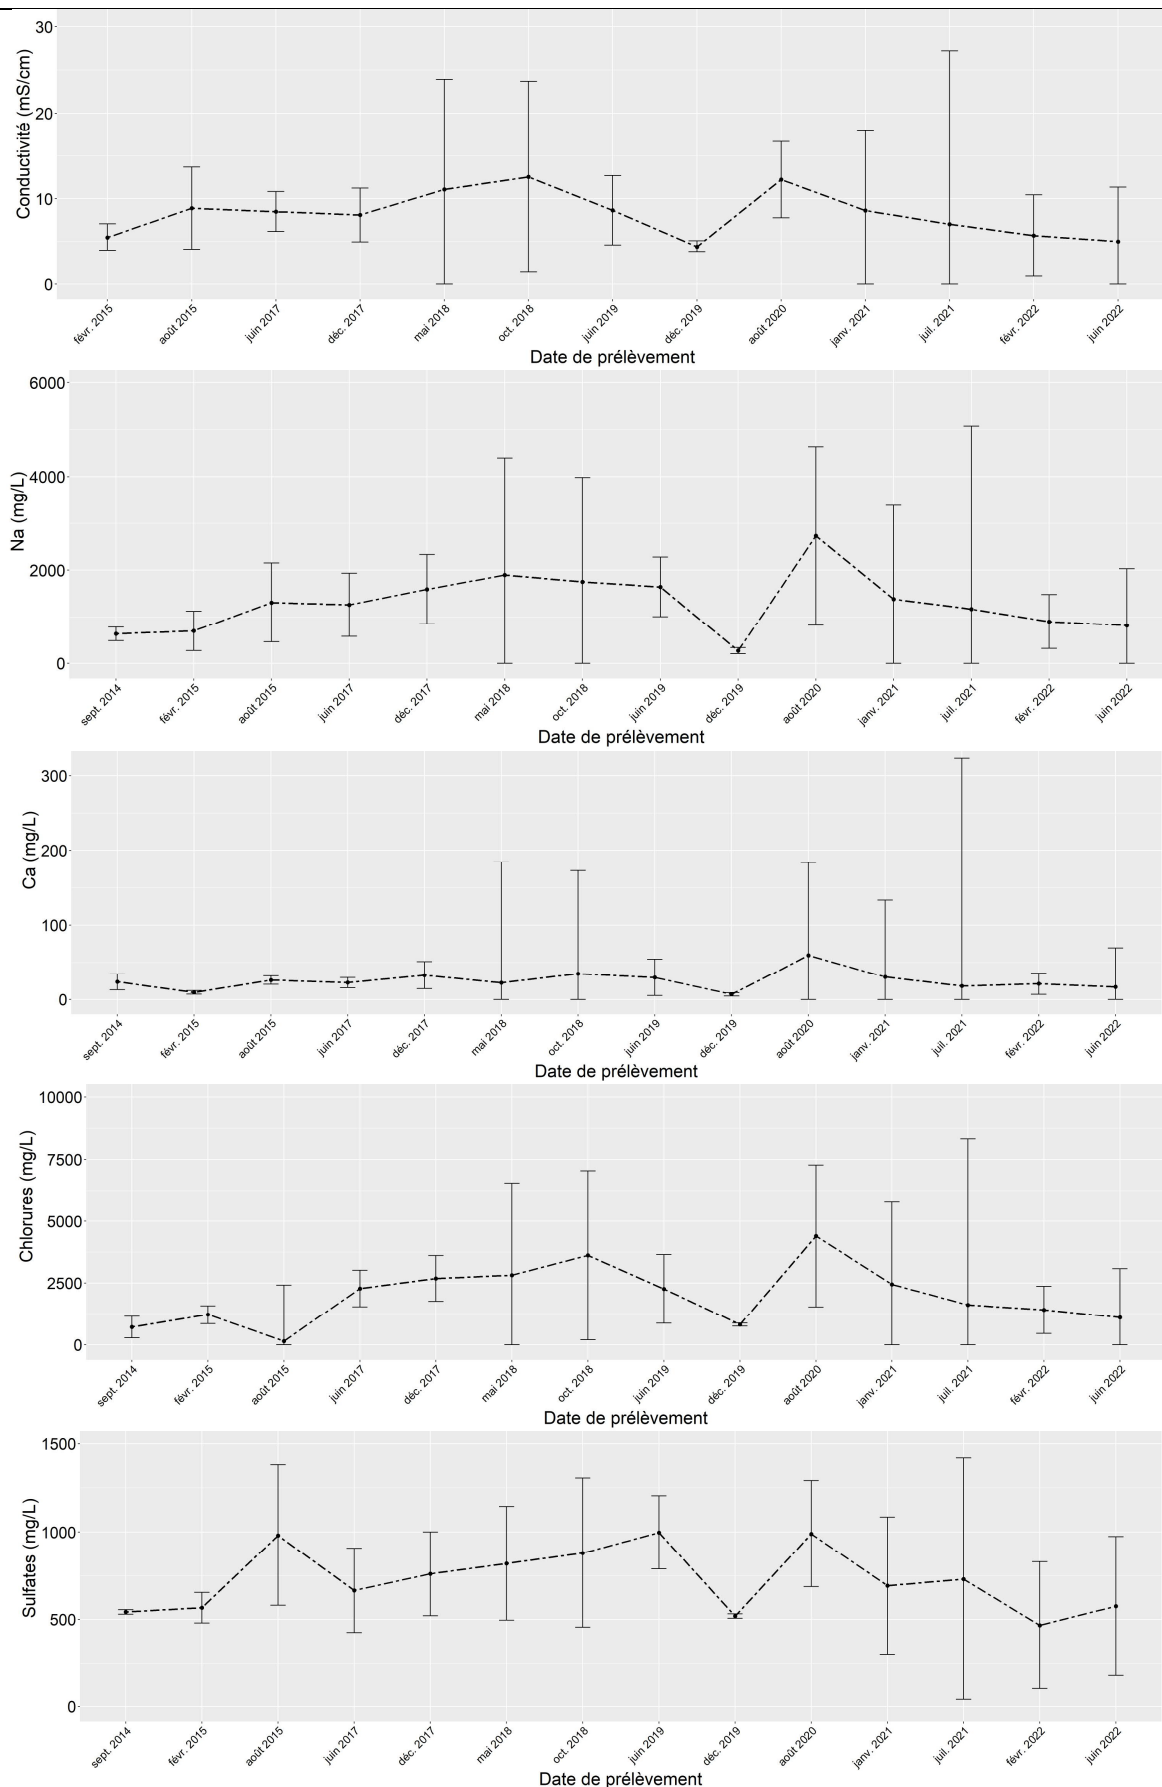 Conductivité (mS/cm)
30
20
10
0
févr. 2015
août 2015
juin 2017
déc. 2017
mai 2018
oct. 2018
juin 2019
déc. 2019
août 2020
janv. 2021
juil. 2021
févr. 2022
juin 2022
Date de prélèvement
Na (mg/L)
6000
4000
2000
0
sept. 2014
févr. 2015
août 2015
juin 2017
déc. 2017
mai 2018
oct. 2018
juin 2019
déc. 2019
août 2020
janv. 2021
juil. 2021
févr. 2022
juin 2022
Date de prélèvement
Ca (mg/L)
300
200
100
0
sept. 2014
févr. 2015
août 2015
juin 2017
déc. 2017
mai 2018
oct. 2018
juin 2019
déc. 2019
août 2020
janv. 2021
juil. 2021
févr. 2022
juin 2022
Date de prélèvement
Chlorures (mg/L)
10000
7500
5000
2500
0
sept. 2014
févr. 2015
août 2015
juin 2017
déc. 2017
mai 2018
oct. 2018
juin 2019
déc. 2019
août 2020
janv. 2021
juil. 2021
févr. 2022
juin 2022
Date de prélèvement
Sulfates (mg/L)
1500
1000
500
0
sept. 2014
févr. 2015
août 2015
juin 2017
déc. 2017
mai 2018
oct. 2018
juin 2019
déc. 2019
août 2020
janv. 2021
juil. 2021
févr. 2022
juin 2022
Date de prélèvement